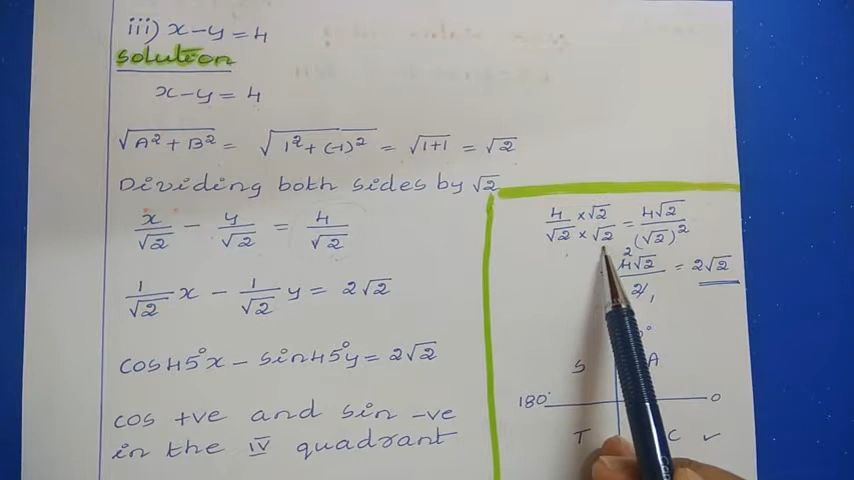 iii) x-y=4
solution
x-y = 4
√A²+B² = √1²+(-1)² = √1+1 = √2
Dividing both sides by √2
x/√2 - y/√2 = 4/√2
1/√2 x - 1/√2 y = 2√2
cos45°x - sin45°y = 2√2
cos +ve and sin -ve
in the IV quadrant
4/√2 × √2/√2 = 4√2/(√2)²
4√2/2 = 2√2
S A
180° 0
T C ✓